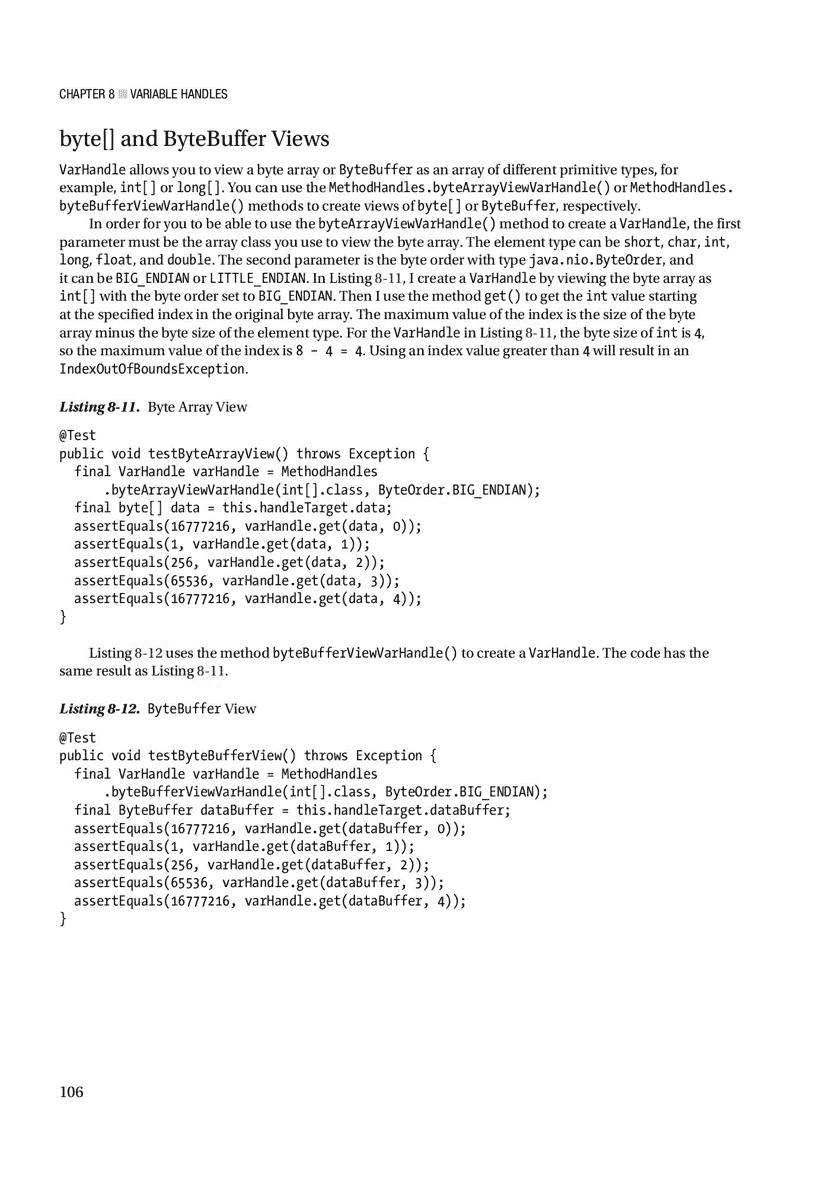 CHAPTER 8 ▒ VARIABLE HANDLES
byte[] and ByteBuffer Views
VarHandle allows you to view a byte array or ByteBuffer as an array of different primitive types, for
example, int[] or long[]. You can use the MethodHandles.byteArrayViewVarHandle() or MethodHandles.
byteBufferViewVarHandle() methods to create views of byte[] or ByteBuffer, respectively.
In order for you to be able to use the byteArrayViewVarHandle() method to create a VarHandle, the first
parameter must be the array class you use to view the byte array. The element type can be short, char, int,
long, float, and double. The second parameter is the byte order with type java.nio.ByteOrder, and
it can be BIG_ENDIAN or LITTLE_ENDIAN. In Listing 8-11, I create a VarHandle by viewing the byte array as
int[] with the byte order set to BIG_ENDIAN. Then I use the method get() to get the int value starting
at the specified index in the original byte array. The maximum value of the index is the size of the byte
array minus the byte size of the element type. For the VarHandle in Listing 8-11, the byte size of int is 4,
so the maximum value of the index is 8 – 4 = 4. Using an index value greater than 4 will result in an
IndexOutOfBoundsException.
Listing 8-11. Byte Array View
@Test
public void testByteArrayView() throws Exception {
  final VarHandle varHandle = MethodHandles
      .byteArrayViewVarHandle(int[].class, ByteOrder.BIG_ENDIAN);
  final byte[] data = this.handleTarget.data;
  assertEquals(16777216, varHandle.get(data, 0));
  assertEquals(1, varHandle.get(data, 1));
  assertEquals(256, varHandle.get(data, 2));
  assertEquals(65536, varHandle.get(data, 3));
  assertEquals(16777216, varHandle.get(data, 4));
}
Listing 8-12 uses the method byteBufferViewVarHandle() to create a VarHandle. The code has the
same result as Listing 8-11.
Listing 8-12. ByteBuffer View
@Test
public void testByteBufferView() throws Exception {
  final VarHandle varHandle = MethodHandles
      .byteBufferViewVarHandle(int[].class, ByteOrder.BIG_ENDIAN);
  final ByteBuffer dataBuffer = this.handleTarget.dataBuffer;
  assertEquals(16777216, varHandle.get(dataBuffer, 0));
  assertEquals(1, varHandle.get(dataBuffer, 1));
  assertEquals(256, varHandle.get(dataBuffer, 2));
  assertEquals(65536, varHandle.get(dataBuffer, 3));
  assertEquals(16777216, varHandle.get(dataBuffer, 4));
}
106